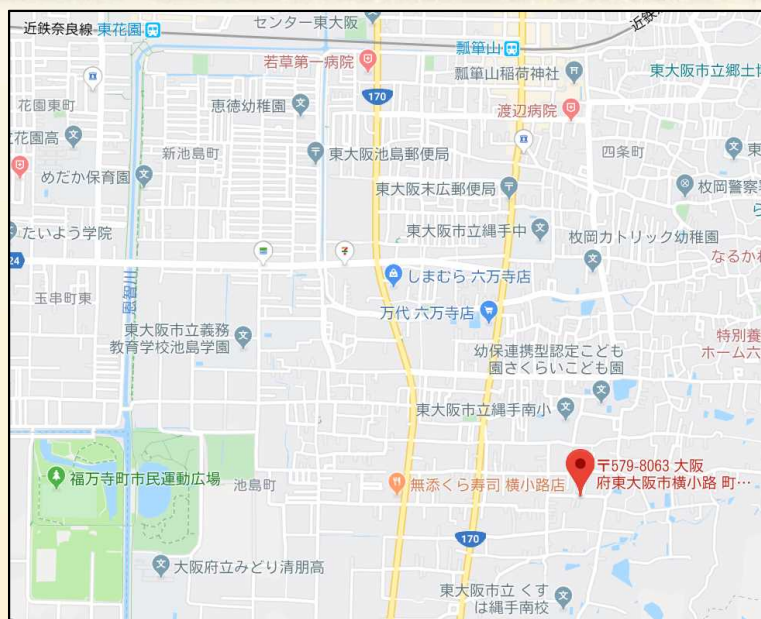 近鉄奈良線 東花園
センター東大阪
瓢箪山
若草第一病院
瓢箪山稲荷神社
東大阪市立郷土博
170
花園東町
恵徳幼稚園
渡辺病院
立花園高
新池島町
東大阪池島郵便局
四条町
めだか保育園
東大阪末広郵便局
枚岡警察署
たいよう学院
東大阪市立縄手中
枚岡カトリック幼稚園
なるかわ
24
しまむら 六万寺店
玉串町東
恩智川
万代 六万寺店
東大阪市立義務
教育学校池島学園
特別養
ホーム六
幼保連携型認定こども
園さくらいこども園
東大阪市立縄手南小
福万寺町市民運動広場
池島町
無添くら寿司 横小路店
〒579-8063 大阪
府東大阪市横小路 町…
170
大阪府立みどり清朋高
東大阪市立 くす
は縄手南校